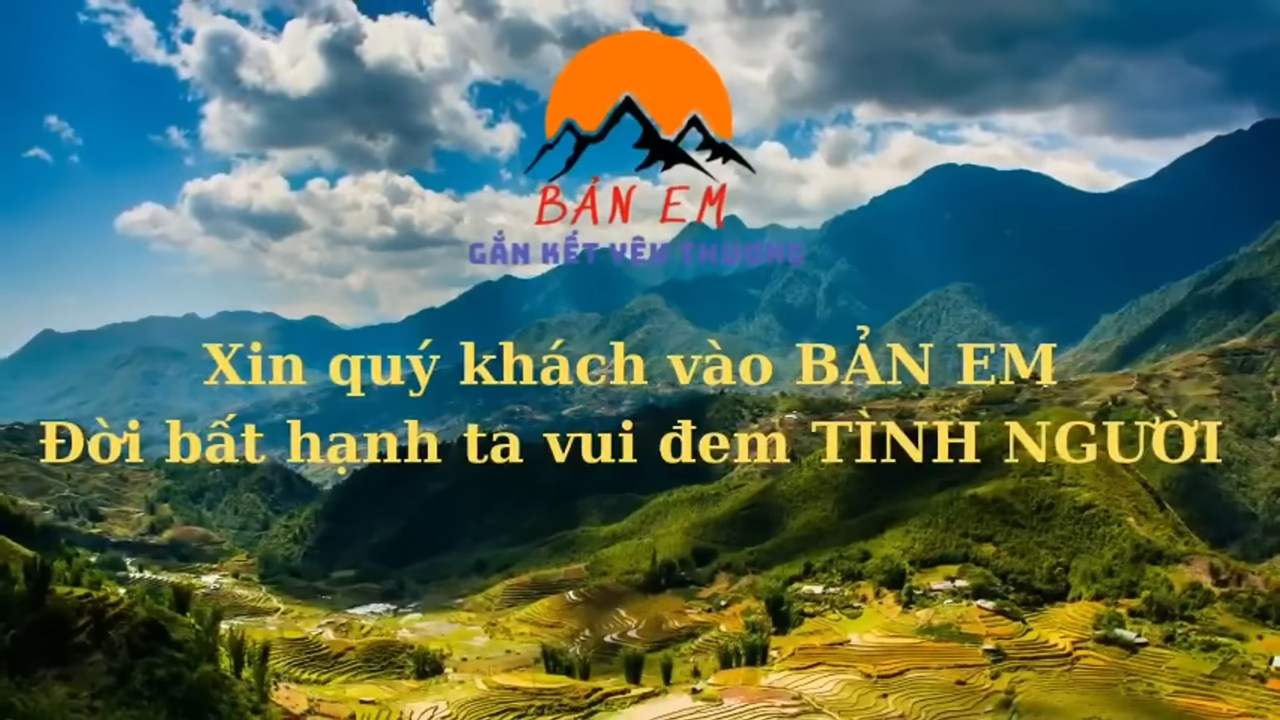 BẢN EM
GẮN KẾT YÊU THƯƠNG
Xin quý khách vào BẢN EM
Đời bất hạnh ta vui đem TÌNH NGƯỜI